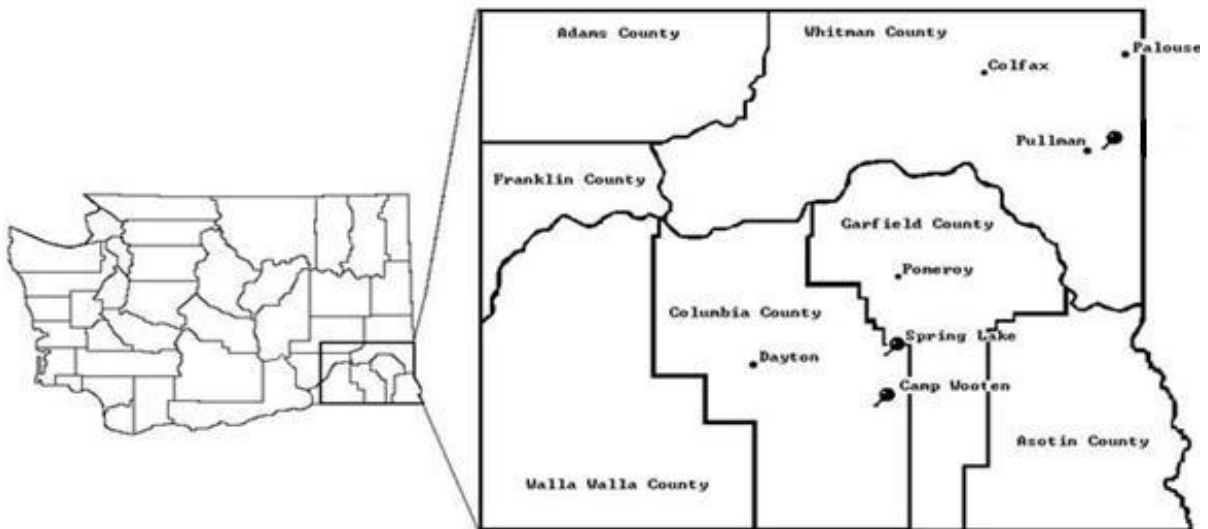 Adams County
Whitman County
Palouse
Colfax
Pullman
Franklin County
Garfield County
Pomeroy
Columbia County
Spring Lake
Dayton
Camp Wooten
Asotin County
Walla Walla County